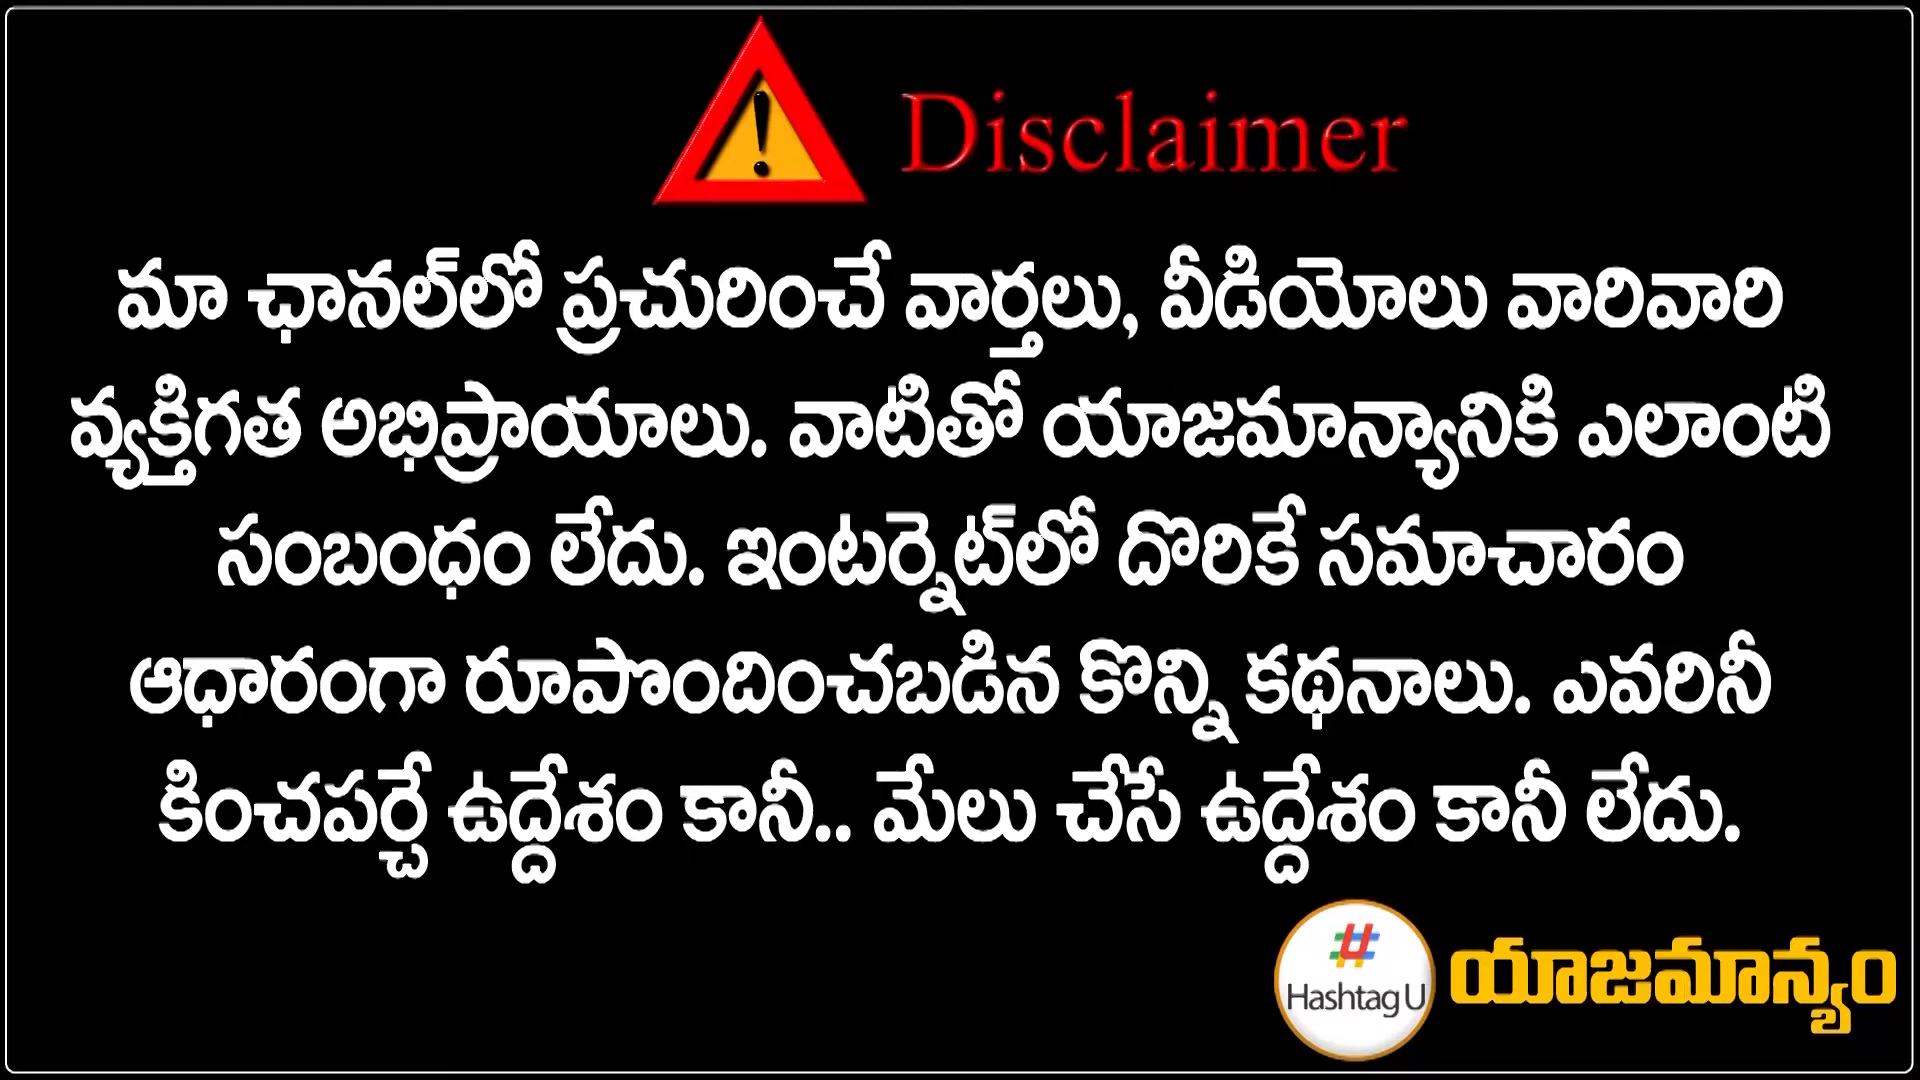 Disclaimer
మా ఛానల్‌లో ప్రచురించే వార్తలు, వీడియోలు వారివారి
వ్యక్తిగత అభిప్రాయాలు. వాటితో యాజమాన్యానికి ఎలాంటి
సంబంధం లేదు. ఇంటర్నెట్‌లో దొరికే సమాచారం
ఆధారంగా రూపొందించబడిన కొన్ని కథనాలు. ఎవరినీ
కించపర్చే ఉద్దేశం కానీ.. మేలు చేసే ఉద్దేశం కానీ లేదు.
#
Hashtag U
యాజమాన్యం